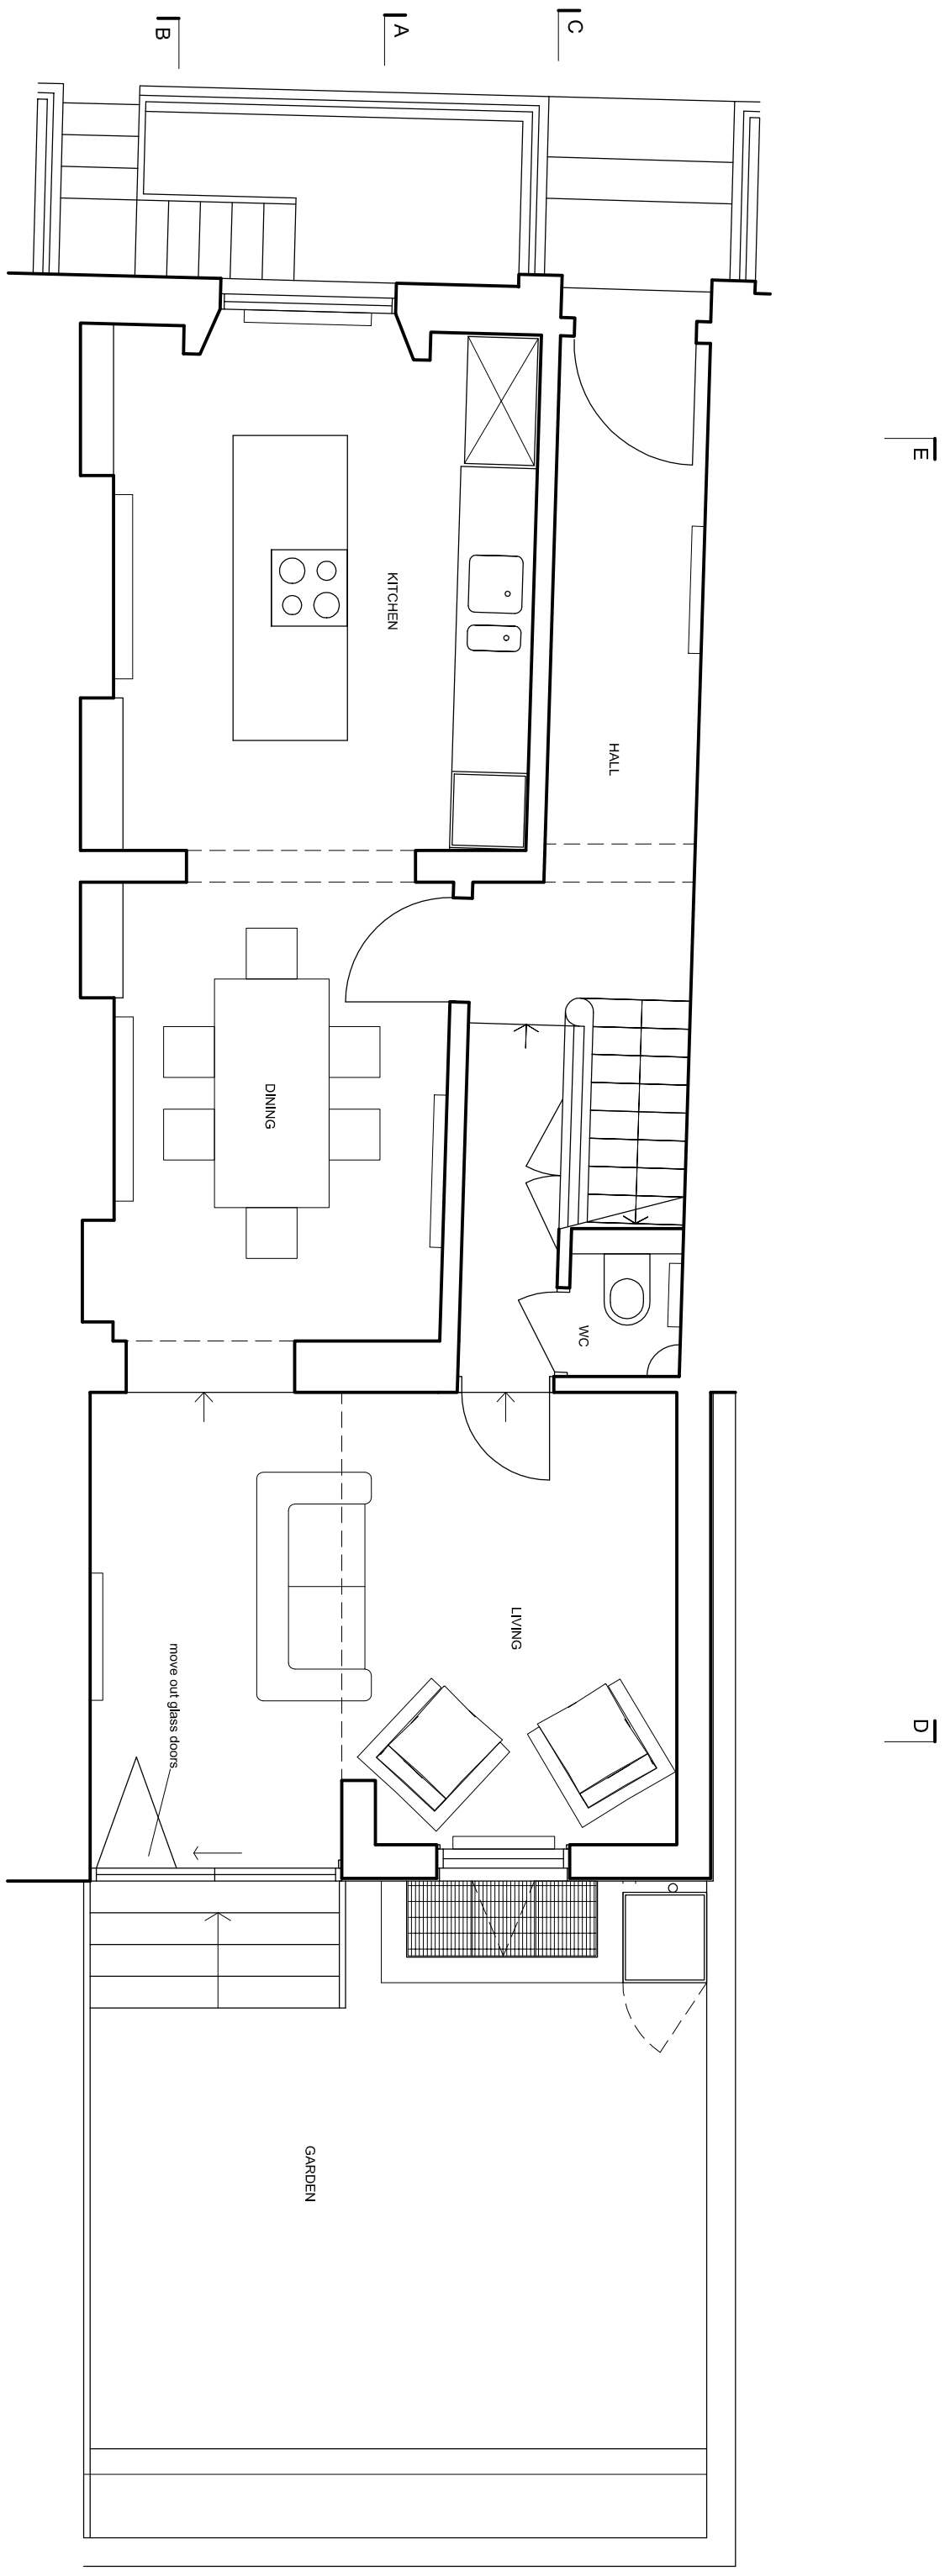 B
A
C
E
KITCHEN
HALL
DINING
WC
LIVING
move out glass doors
D
GARDEN